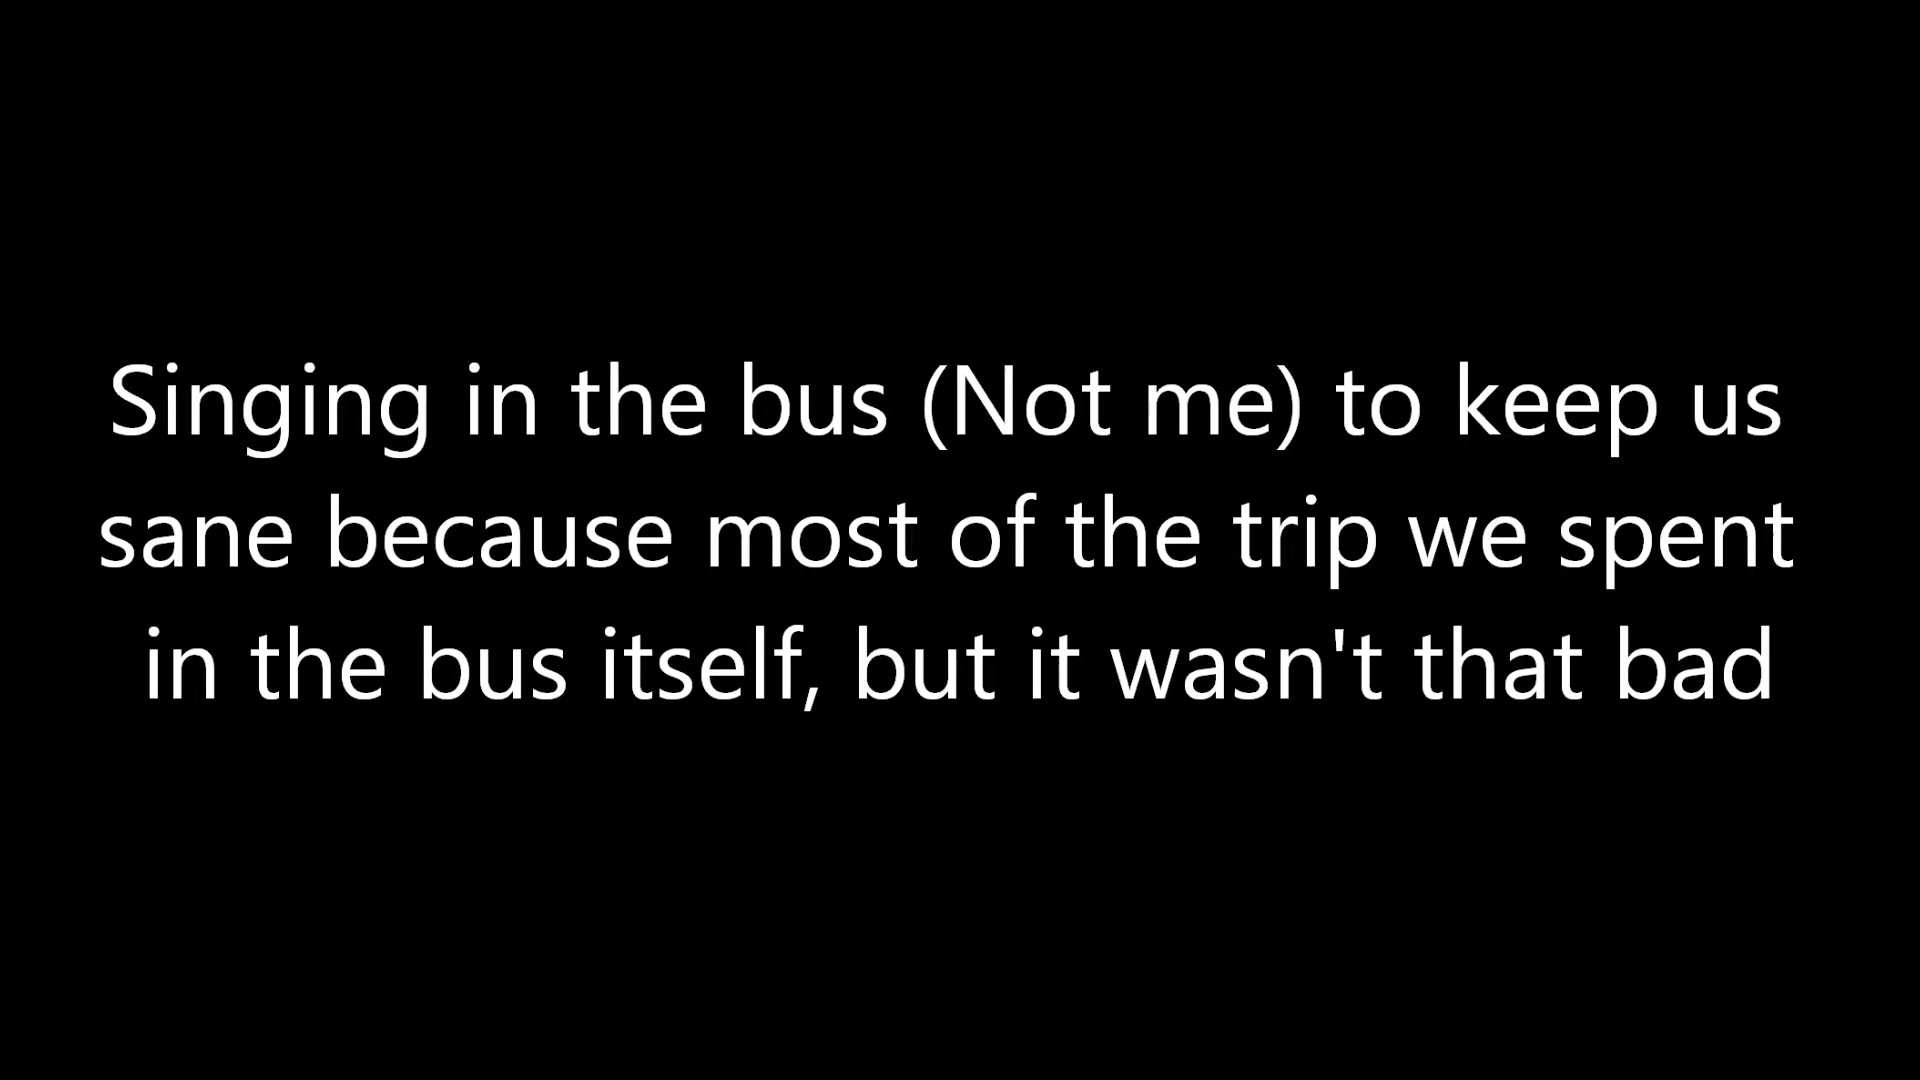 Singing in the bus (Not me) to keep us
sane because most of the trip we spent
in the bus itself, but it wasn't that bad